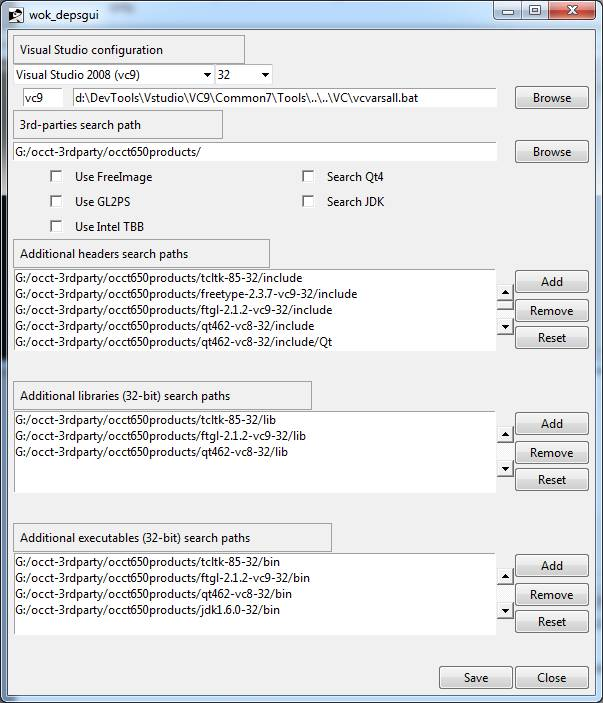 wok_depsgui
Visual Studio configuration
Visual Studio 2008 (vc9) 32
vc9 d:\DevTools\Vstudio\VC9\Common7\Tools\..\..\VC\vcvarsall.bat Browse
3rd-parties search path
G:/occt-3rdparty/occt650products/ Browse
Use FreeImage Search Qt4
Use GL2PS Search JDK
Use Intel TBB
Additional headers search paths
G:/occt-3rdparty/occt650products/tcltk-85-32/include Add
G:/occt-3rdparty/occt650products/freetype-2.3.7-vc9-32/include
G:/occt-3rdparty/occt650products/ftgl-2.1.2-vc9-32/include Remove
G:/occt-3rdparty/occt650products/qt462-vc8-32/include
G:/occt-3rdparty/occt650products/qt462-vc8-32/include/Qt Reset
Additional libraries (32-bit) search paths
G:/occt-3rdparty/occt650products/tcltk-85-32/lib Add
G:/occt-3rdparty/occt650products/ftgl-2.1.2-vc9-32/lib
G:/occt-3rdparty/occt650products/qt462-vc8-32/lib Remove
Reset
Additional executables (32-bit) search paths
G:/occt-3rdparty/occt650products/tcltk-85-32/bin Add
G:/occt-3rdparty/occt650products/ftgl-2.1.2-vc9-32/bin
G:/occt-3rdparty/occt650products/qt462-vc8-32/bin Remove
G:/occt-3rdparty/occt650products/jdk1.6.0-32/bin Reset
Save Close